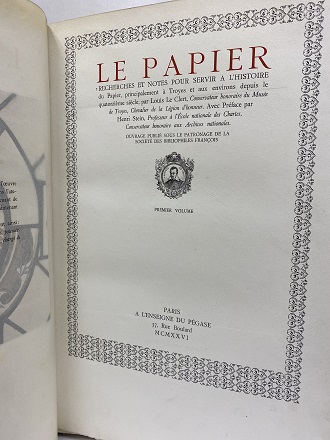 LE PAPIER
RECHERCHES ET NOTES POUR SERVIR A L'HISTOIRE
du Papier, principalement à Troyes et aux environs depuis le
quatorzième siècle, par Louis Le Clert, Conservateur honoraire du Musée
de Troyes, Chevalier de la Légion d'Honneur. Avec Préface par
Henri Stein, Professeur à l'École nationale des Chartes,
Conservateur honoraire aux Archives nationales.
OUVRAGE PUBLIÉ SOUS LE PATRONAGE DE LA
SOCIÉTÉ DES BIBLIOPHILES FRANÇOIS
PREMIER VOLUME
PARIS
A L'ENSEIGNE DU PÉGASE
37, Rue Boulard
MCMXXVI